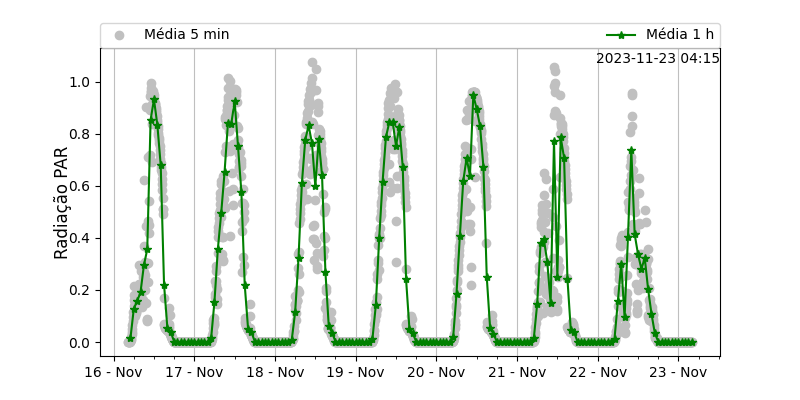 Média 5 min
Média 1 h
2023-11-23 04:15
Radiação PAR
1.0
0.8
0.6
0.4
0.2
0.0
16 - Nov
17 - Nov
18 - Nov
19 - Nov
20 - Nov
21 - Nov
22 - Nov
23 - Nov